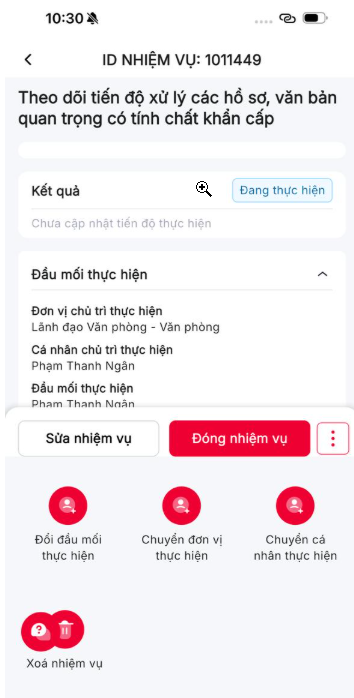 10:30
ID NHIỆM VỤ: 1011449
Theo dõi tiến độ xử lý các hồ sơ, văn bản
quan trọng có tính chất khẩn cấp
Kết quả
Đang thực hiện
Chưa cập nhật tiến độ thực hiện
Đầu mối thực hiện
Đơn vị chủ trì thực hiện
Lãnh đạo Văn phòng - Văn phòng
Cá nhân chủ trì thực hiện
Phạm Thanh Ngân
Đầu mối thực hiện
Phạm Thanh Ngân
Sửa nhiệm vụ
Đóng nhiệm vụ
Đổi đầu mối
thực hiện
Chuyển đơn vị
thực hiện
Chuyển cá
nhân thực hiện
Xoá nhiệm vụ